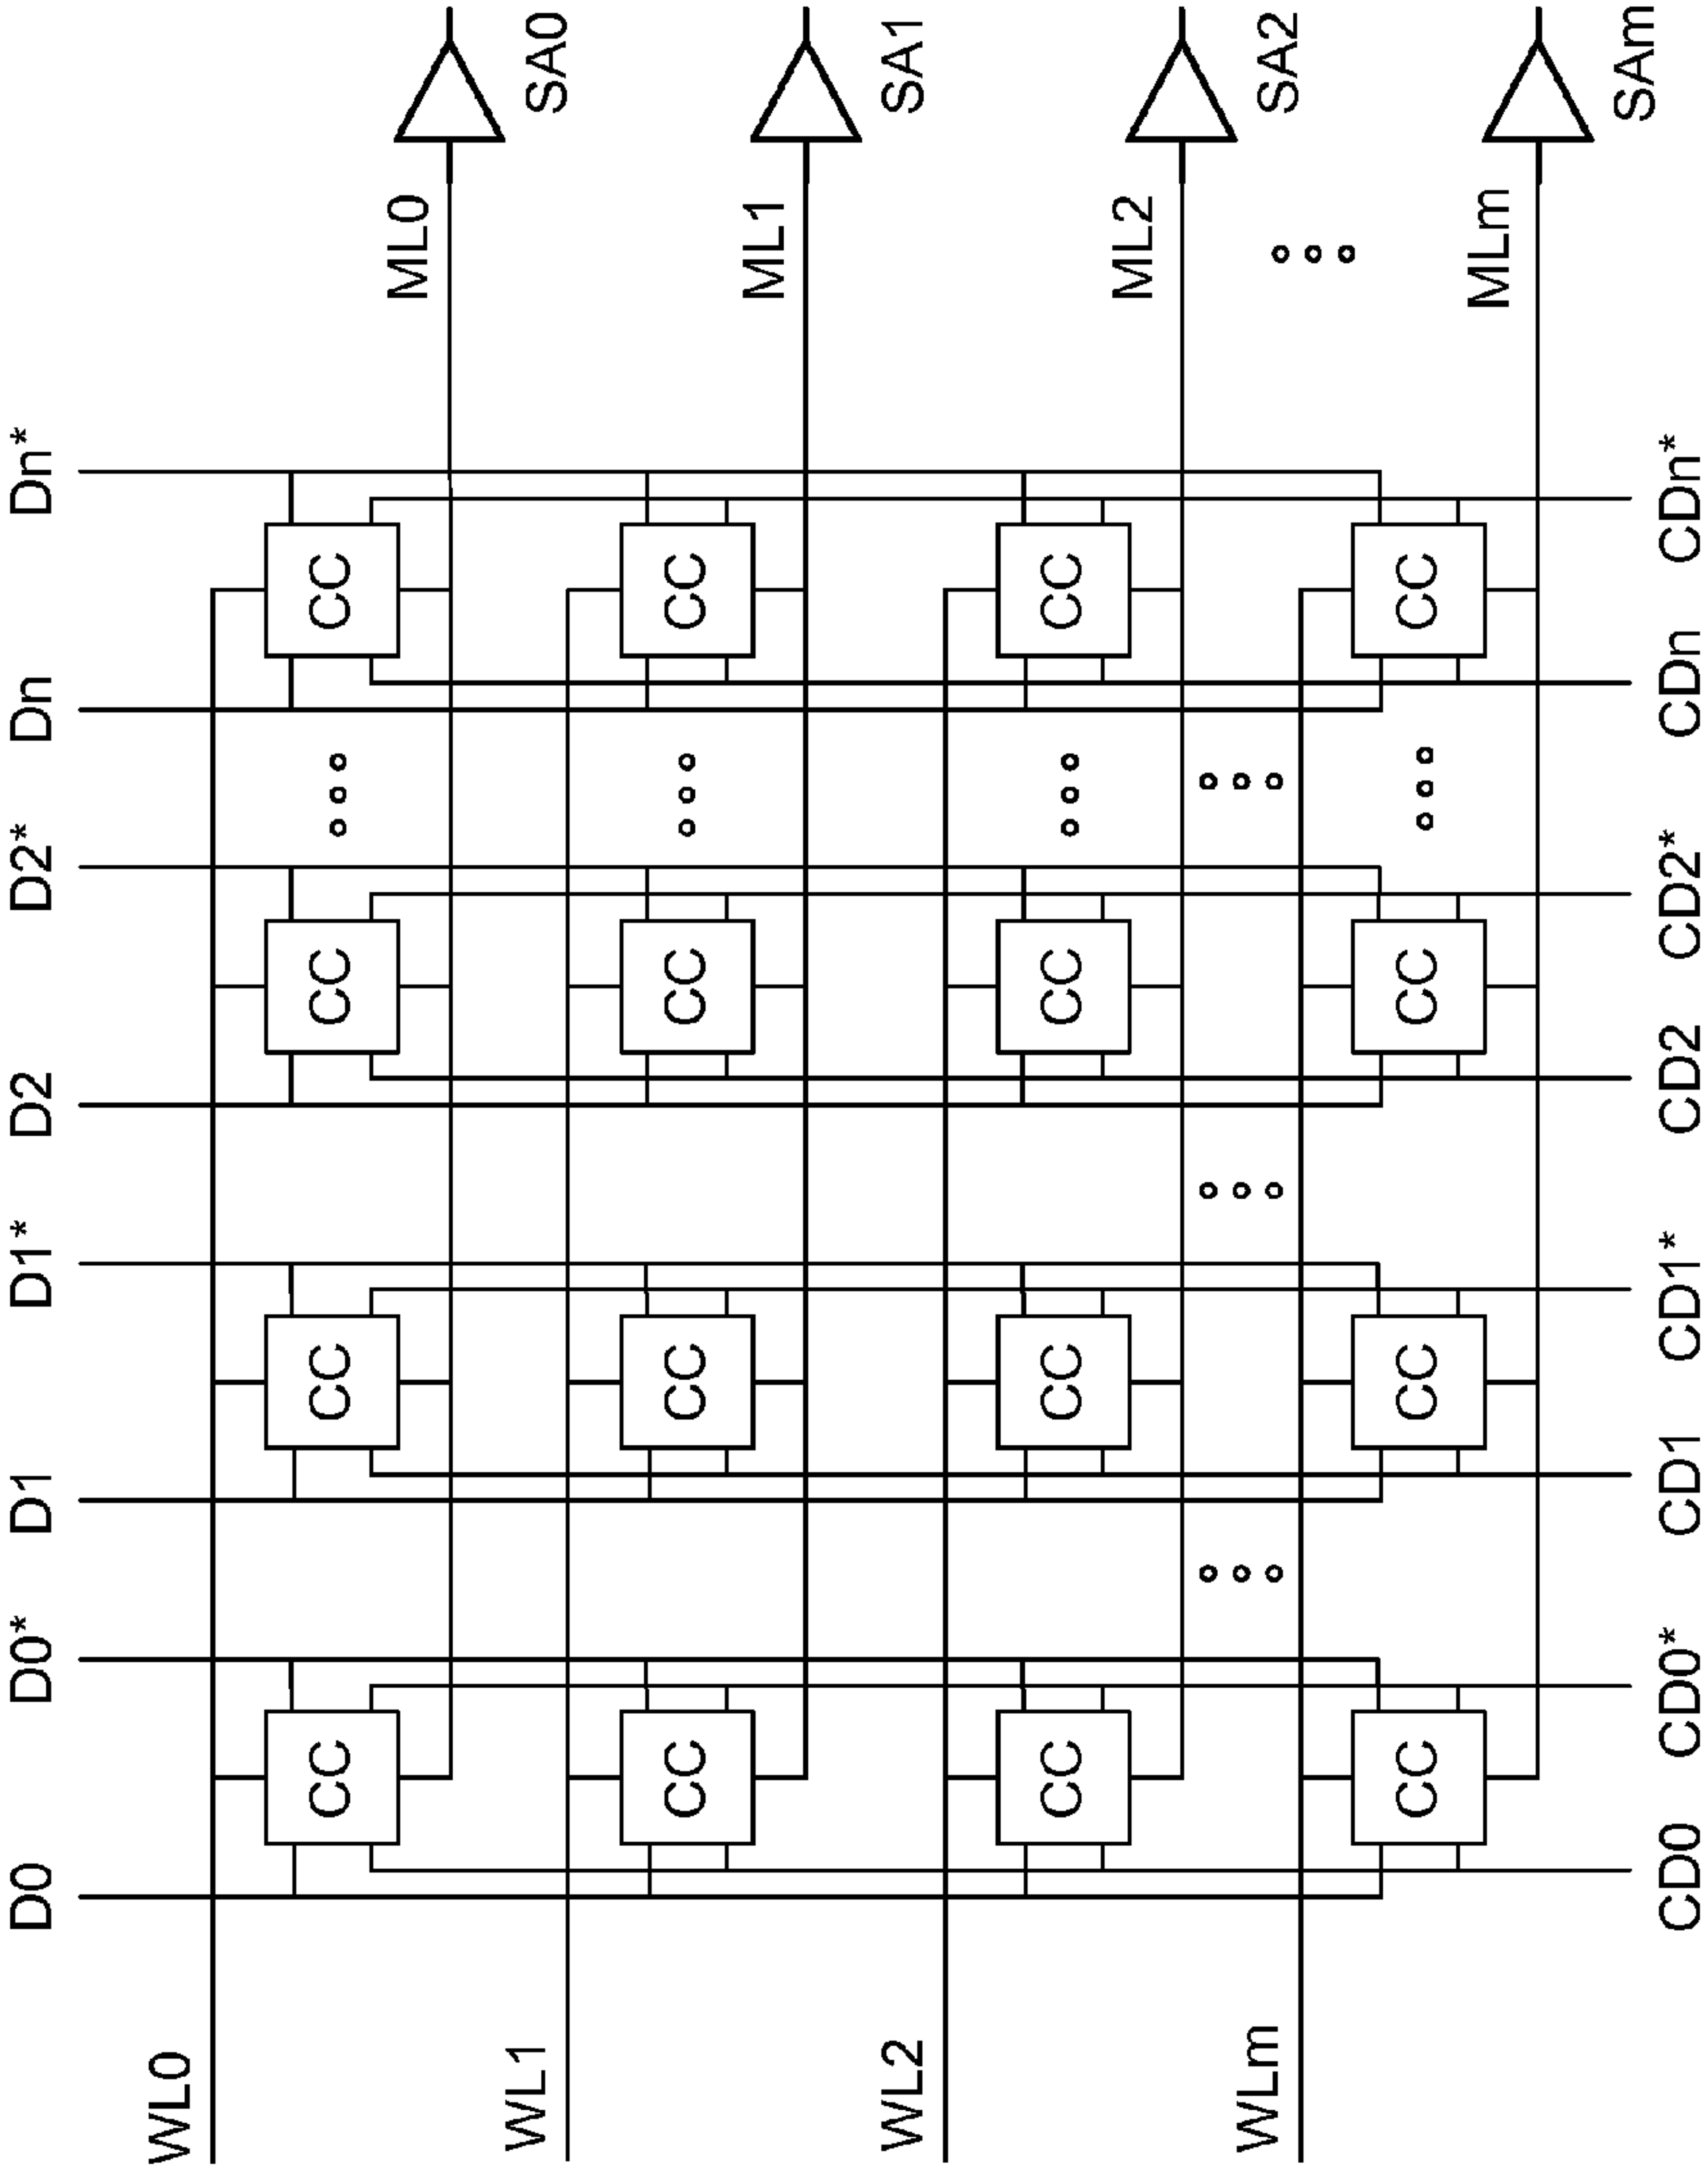 D0 D0* D1 D1* D2 D2* Dn Dn*
WL0
CC CC CC CC
ML0
SA0
WL1
CC CC CC CC
ML1
SA1
WL2
CC CC CC CC
ML2
SA2
WLm
CC CC CC CC
MLm
SAm
CD0 CD0* CD1 CD1* CD2 CD2* CDn CDn*